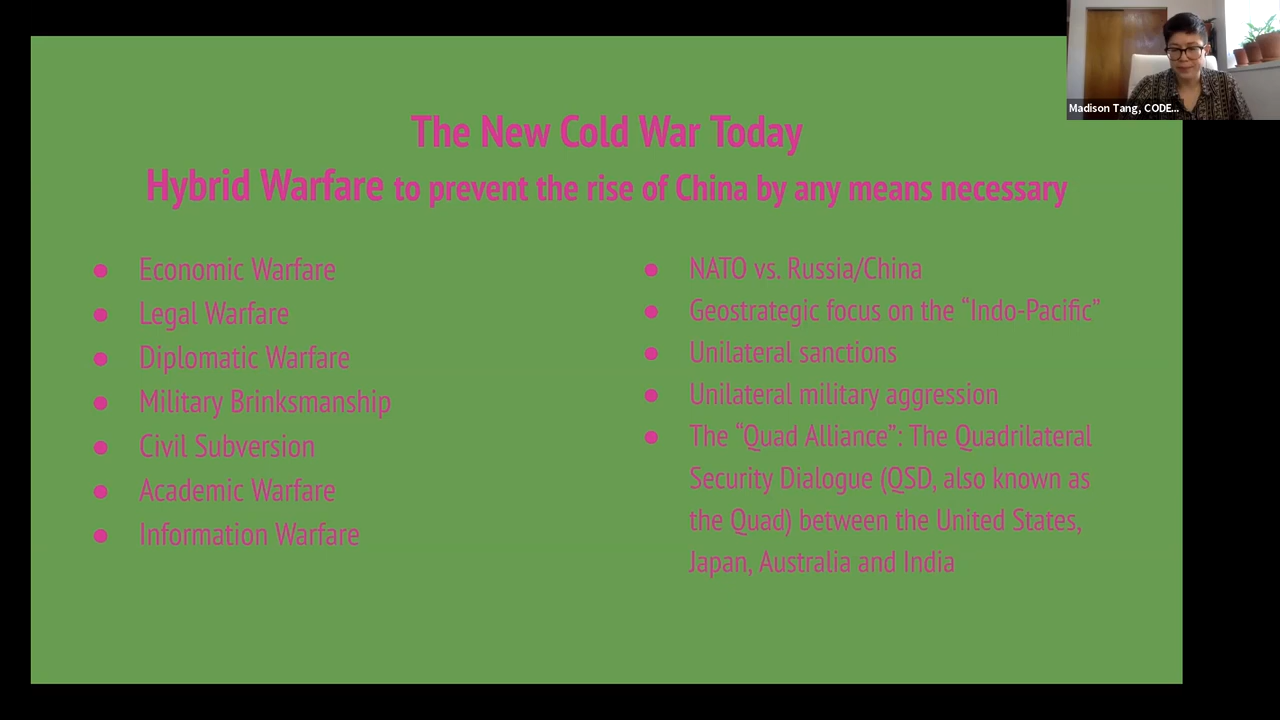 The New Cold War Today
Hybrid Warfare to prevent the rise of China by any means necessary
● Economic Warfare
● Legal Warfare
● Diplomatic Warfare
● Military Brinksmanship
● Civil Subversion
● Academic Warfare
● Information Warfare
● NATO vs. Russia/China
● Geostrategic focus on the “Indo-Pacific”
● Unilateral sanctions
● Unilateral military aggression
● The “Quad Alliance”: The Quadrilateral
Security Dialogue (QSD, also known as
the Quad) between the United States,
Japan, Australia and India
Madison Tang, CODE...